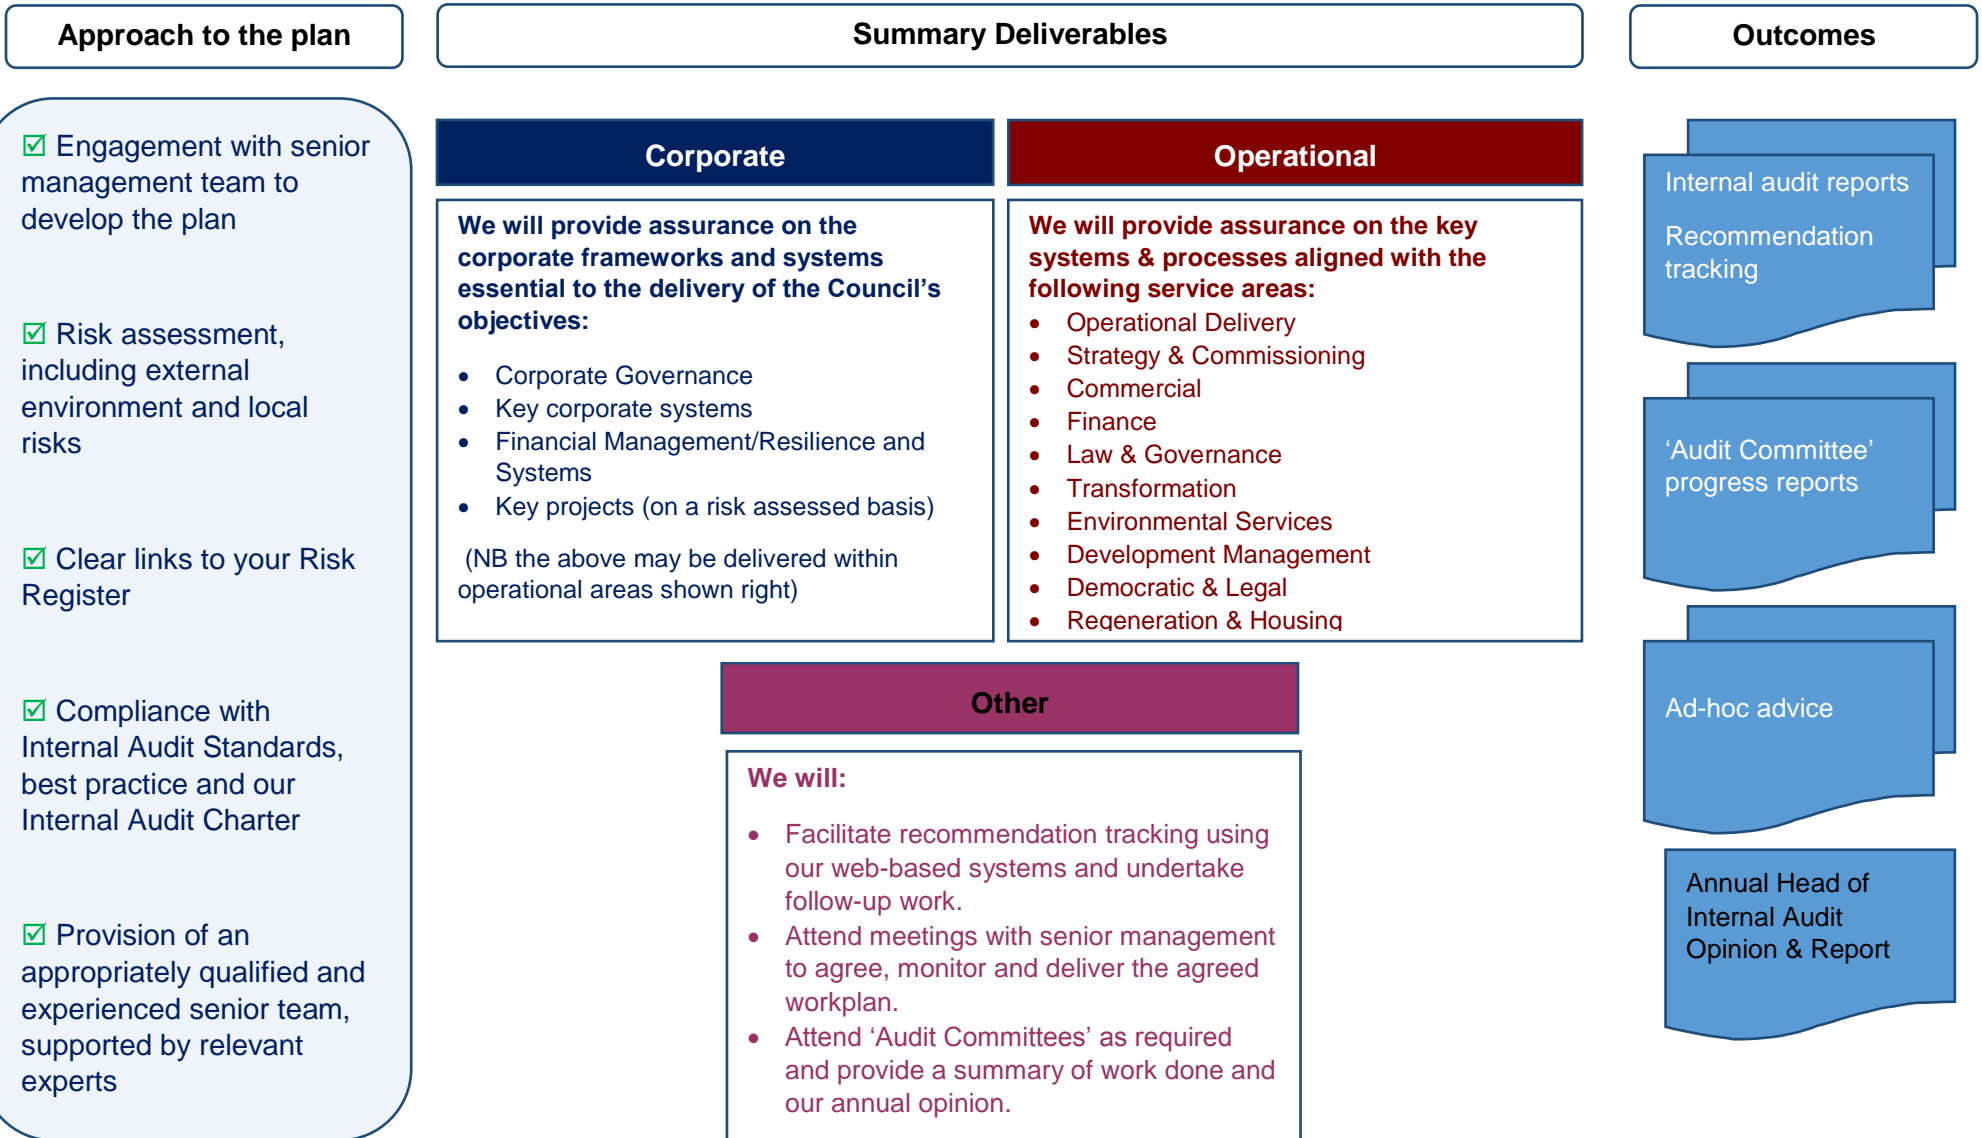 Approach to the plan
Summary Deliverables
Outcomes
☑ Engagement with senior
management team to
develop the plan
☑ Risk assessment,
including external
environment and local
risks
☑ Clear links to your Risk
Register
☑ Compliance with
Internal Audit Standards,
best practice and our
Internal Audit Charter
☑ Provision of an
appropriately qualified and
experienced senior team,
supported by relevant
experts
Corporate
We will provide assurance on the
corporate frameworks and systems
essential to the delivery of the Council’s
objectives:
• Corporate Governance
• Key corporate systems
• Financial Management/Resilience and
Systems
• Key projects (on a risk assessed basis)
(NB the above may be delivered within
operational areas shown right)
Operational
We will provide assurance on the key
systems & processes aligned with the
following service areas:
• Operational Delivery
• Strategy & Commissioning
• Commercial
• Finance
• Law & Governance
• Transformation
• Environmental Services
• Development Management
• Democratic & Legal
• Regeneration & Housing
Other
We will:
• Facilitate recommendation tracking using
our web-based systems and undertake
follow-up work.
• Attend meetings with senior management
to agree, monitor and deliver the agreed
workplan.
• Attend ‘Audit Committees’ as required
and provide a summary of work done and
our annual opinion.
Internal audit reports
Recommendation
tracking
‘Audit Committee’
progress reports
Ad-hoc advice
Annual Head of
Internal Audit
Opinion & Report